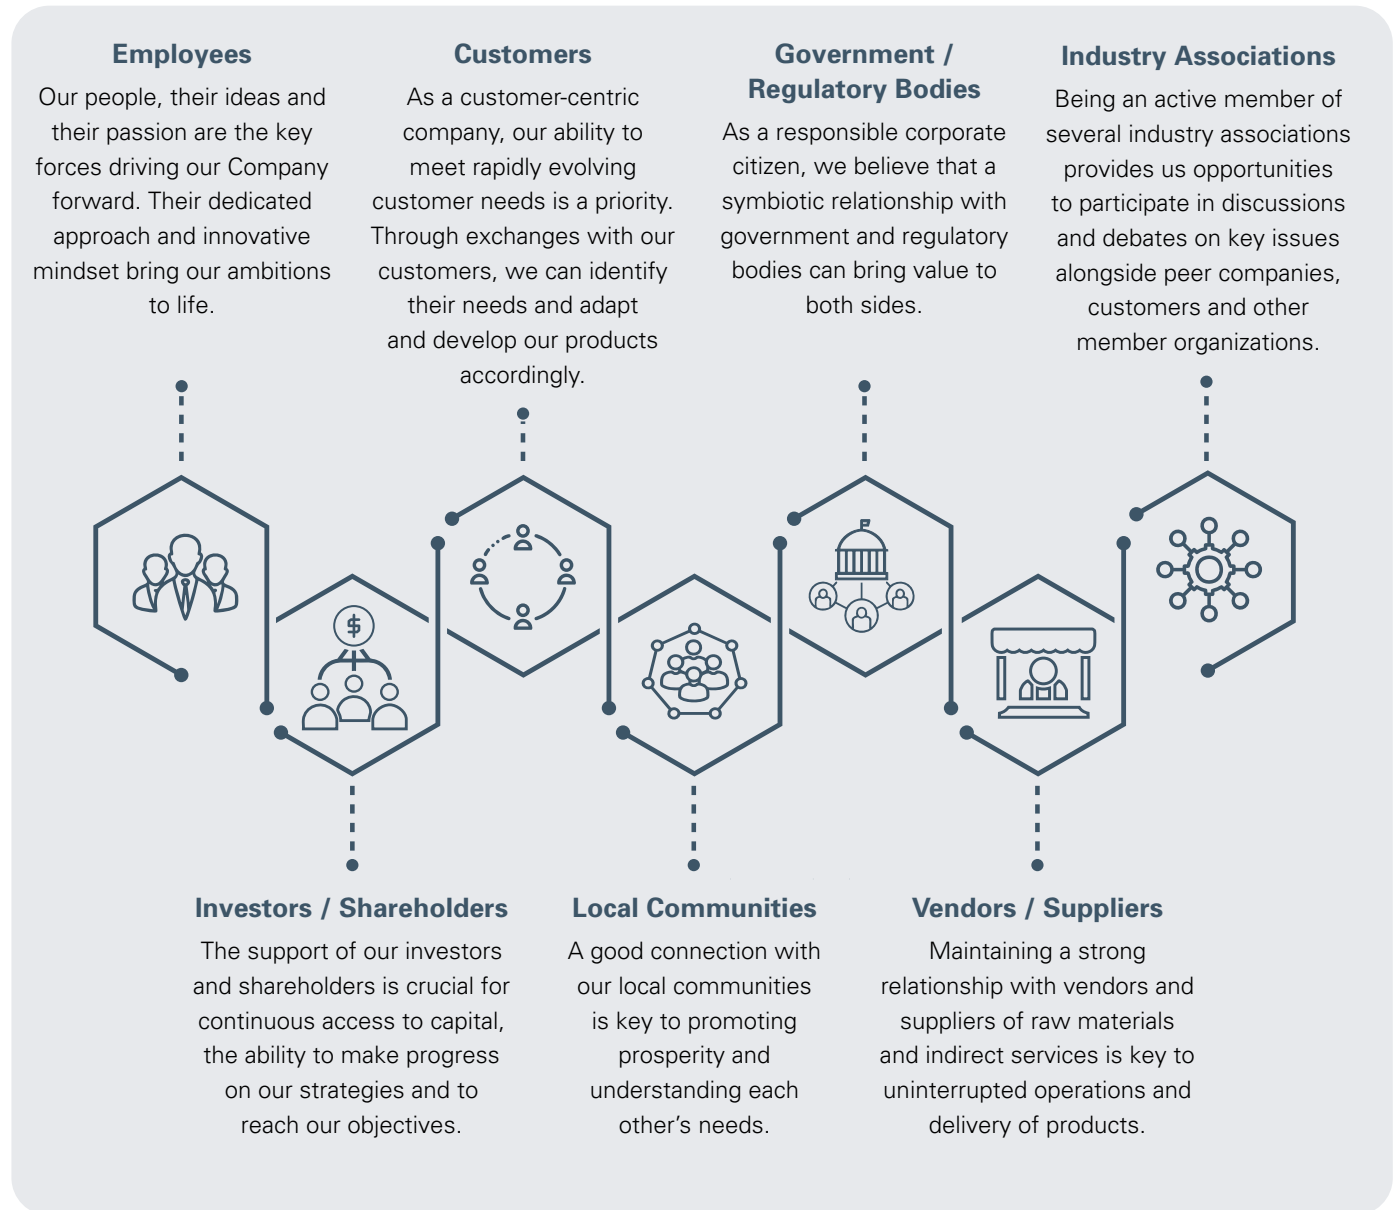 Employees
Our people, their ideas and
their passion are the key
forces driving our Company
forward. Their dedicated
approach and innovative
mindset bring our ambitions
to life.
Customers
As a customer-centric
company, our ability to
meet rapidly evolving
customer needs is a priority.
Through exchanges with our
customers, we can identify
their needs and adapt
and develop our products
accordingly.
Government /
Regulatory Bodies
As a responsible corporate
citizen, we believe that a
symbiotic relationship with
government and regulatory
bodies can bring value to
both sides.
Industry Associations
Being an active member of
several industry associations
provides us opportunities
to participate in discussions
and debates on key issues
alongside peer companies,
customers and other
member organizations.
$
Investors / Shareholders
The support of our investors
and shareholders is crucial for
continuous access to capital,
the ability to make progress
on our strategies and to
reach our objectives.
Local Communities
A good connection with
our local communities
is key to promoting
prosperity and
understanding each
other’s needs.
Vendors / Suppliers
Maintaining a strong
relationship with vendors and
suppliers of raw materials
and indirect services is key to
uninterrupted operations and
delivery of products.